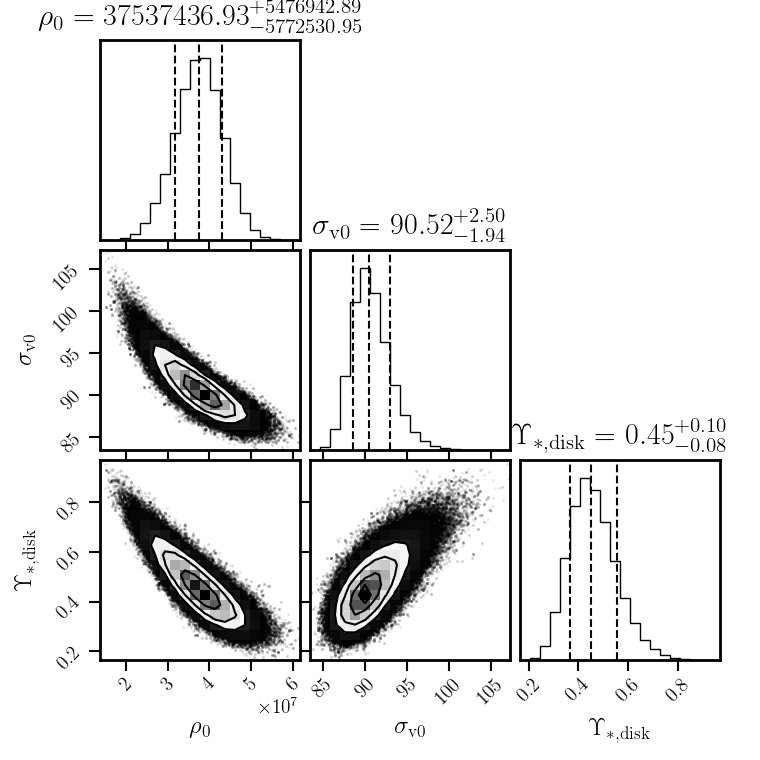 ρ₀ = 37537436.93⁺⁵⁴⁷⁶⁹⁴²·⁸⁹₋₅₇₇₂₅₃₀.₉₅
σᵥ₀ = 90.52⁺²·⁵⁰₋₁.₉₄
105
100
95
90
85
σᵥ₀
ϒ∗,disk = 0.45⁺⁰·¹⁰₋₀.₀₈
0.8
0.6
0.4
0.2
ϒ∗,disk
2 3 4 5 6
×10⁷
ρ₀
85 90 95 100 105
σᵥ₀
0.2 0.4 0.6 0.8
ϒ∗,disk